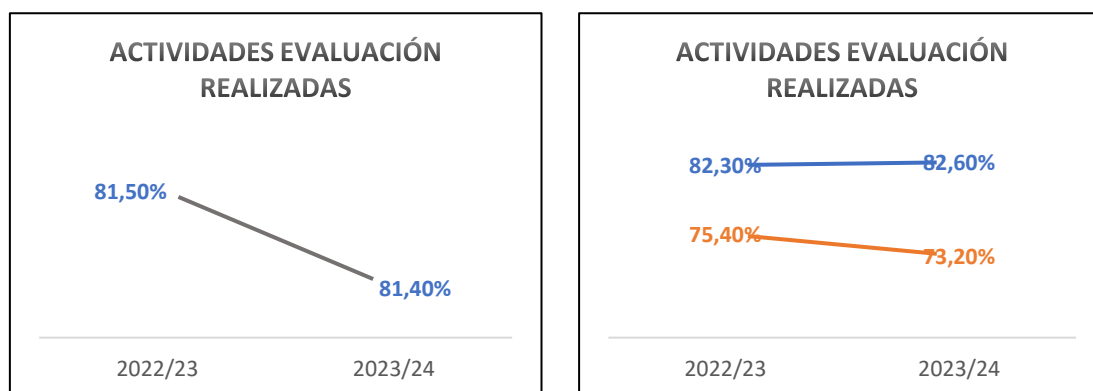 ACTIVIDADES EVALUACIÓN
REALIZADAS
81,50%
81,40%
2022/23
2023/24
ACTIVIDADES EVALUACIÓN
REALIZADAS
82,30%
82,60%
75,40%
73,20%
2022/23
2023/24